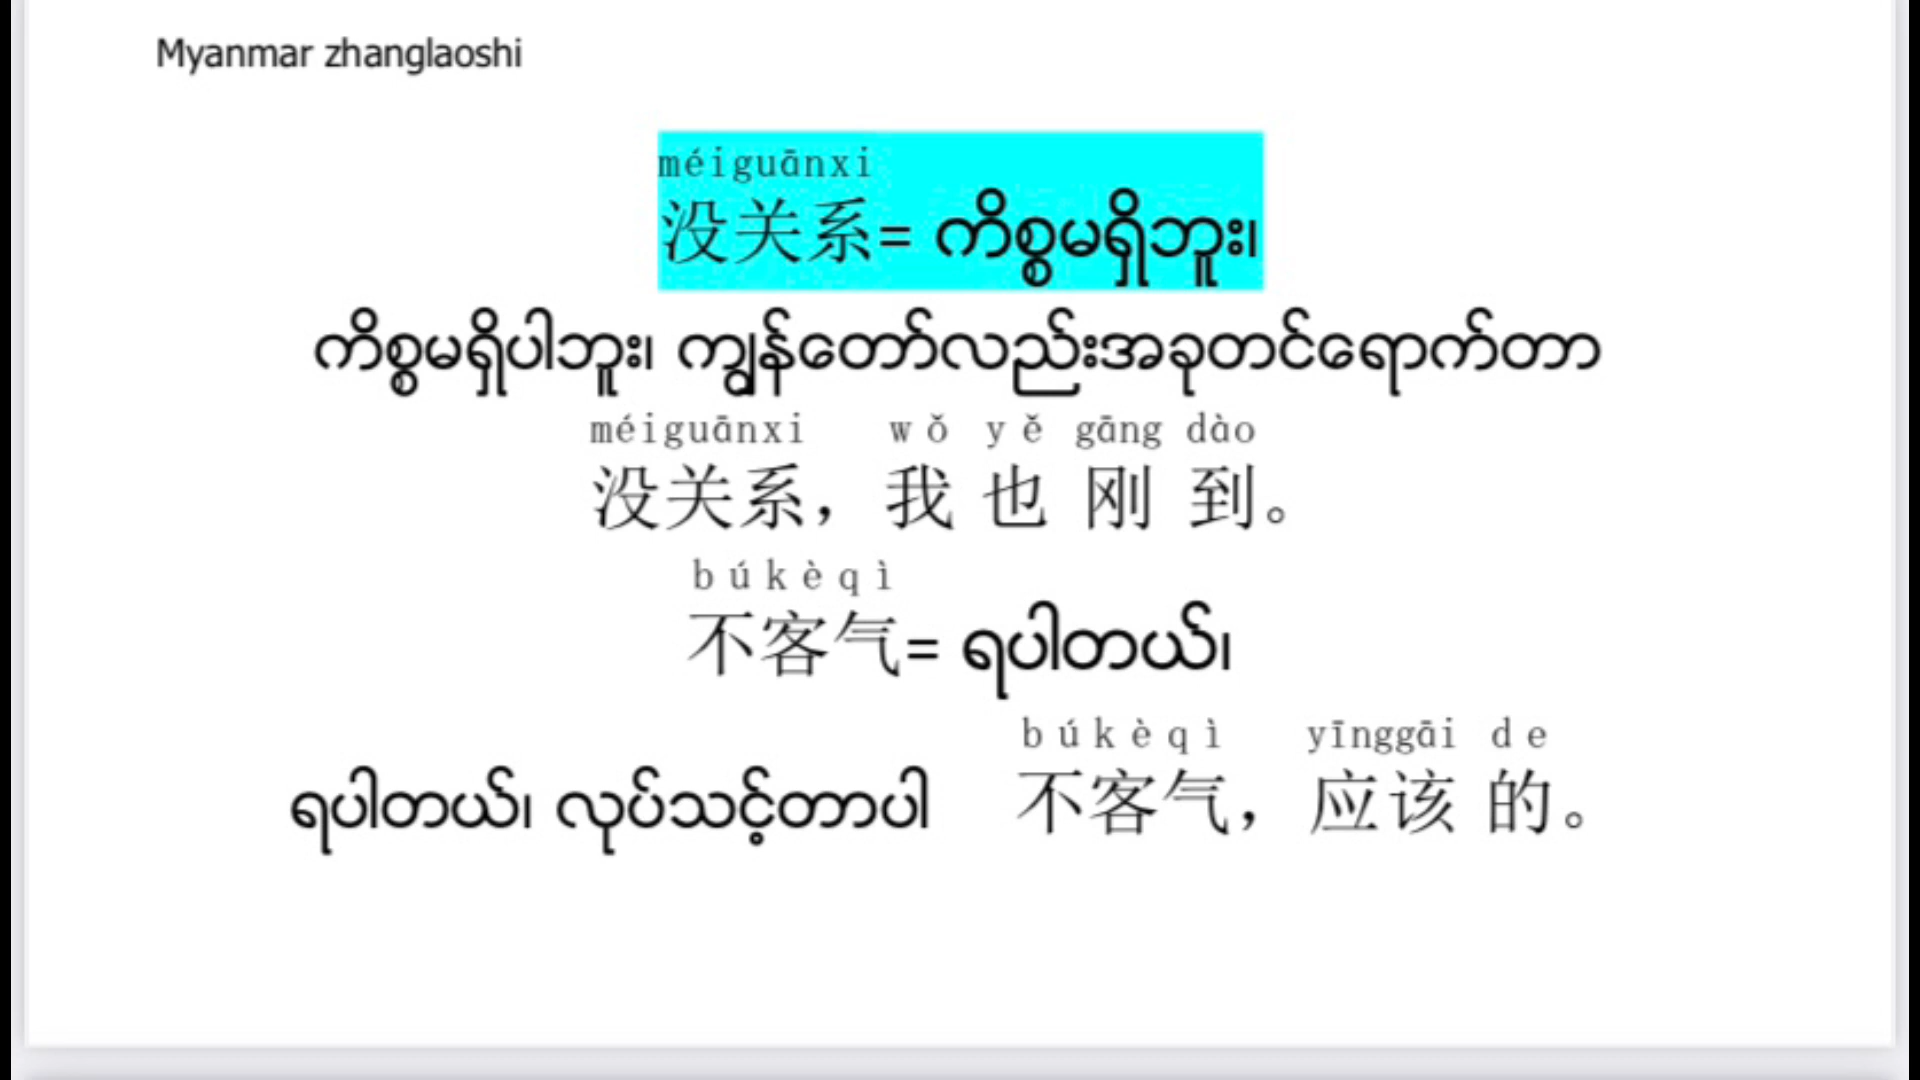 Myanmar zhanglaoshi
méiguānxi
没关系= ကိစ္စမရှိဘူး၊
ကိစ္စမရှိပါဘူး၊ ကျွန်တော်လည်းအခုတင်ရောက်တာ
méiguānxi wǒ yě gāng dào
没关系，我 也 刚 到。
búkèqì
不客气= ရပါတယ်၊
búkèqì yīnggāi de
ရပါတယ်၊ လုပ်သင့်တာပါ 不客气，应该 的。